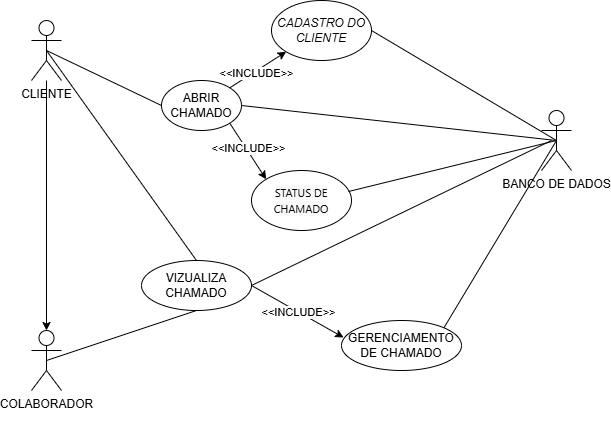 CADASTRO DO
CLIENTE
<<INCLUDE>>
CLIENTE
ABRIR
CHAMADO
<<INCLUDE>>
STATUS DE
CHAMADO
BANCO DE DADOS
VIZUALIZA
CHAMADO
<<INCLUDE>>
GERENCIAMENTO
DE CHAMADO
COLABORADOR